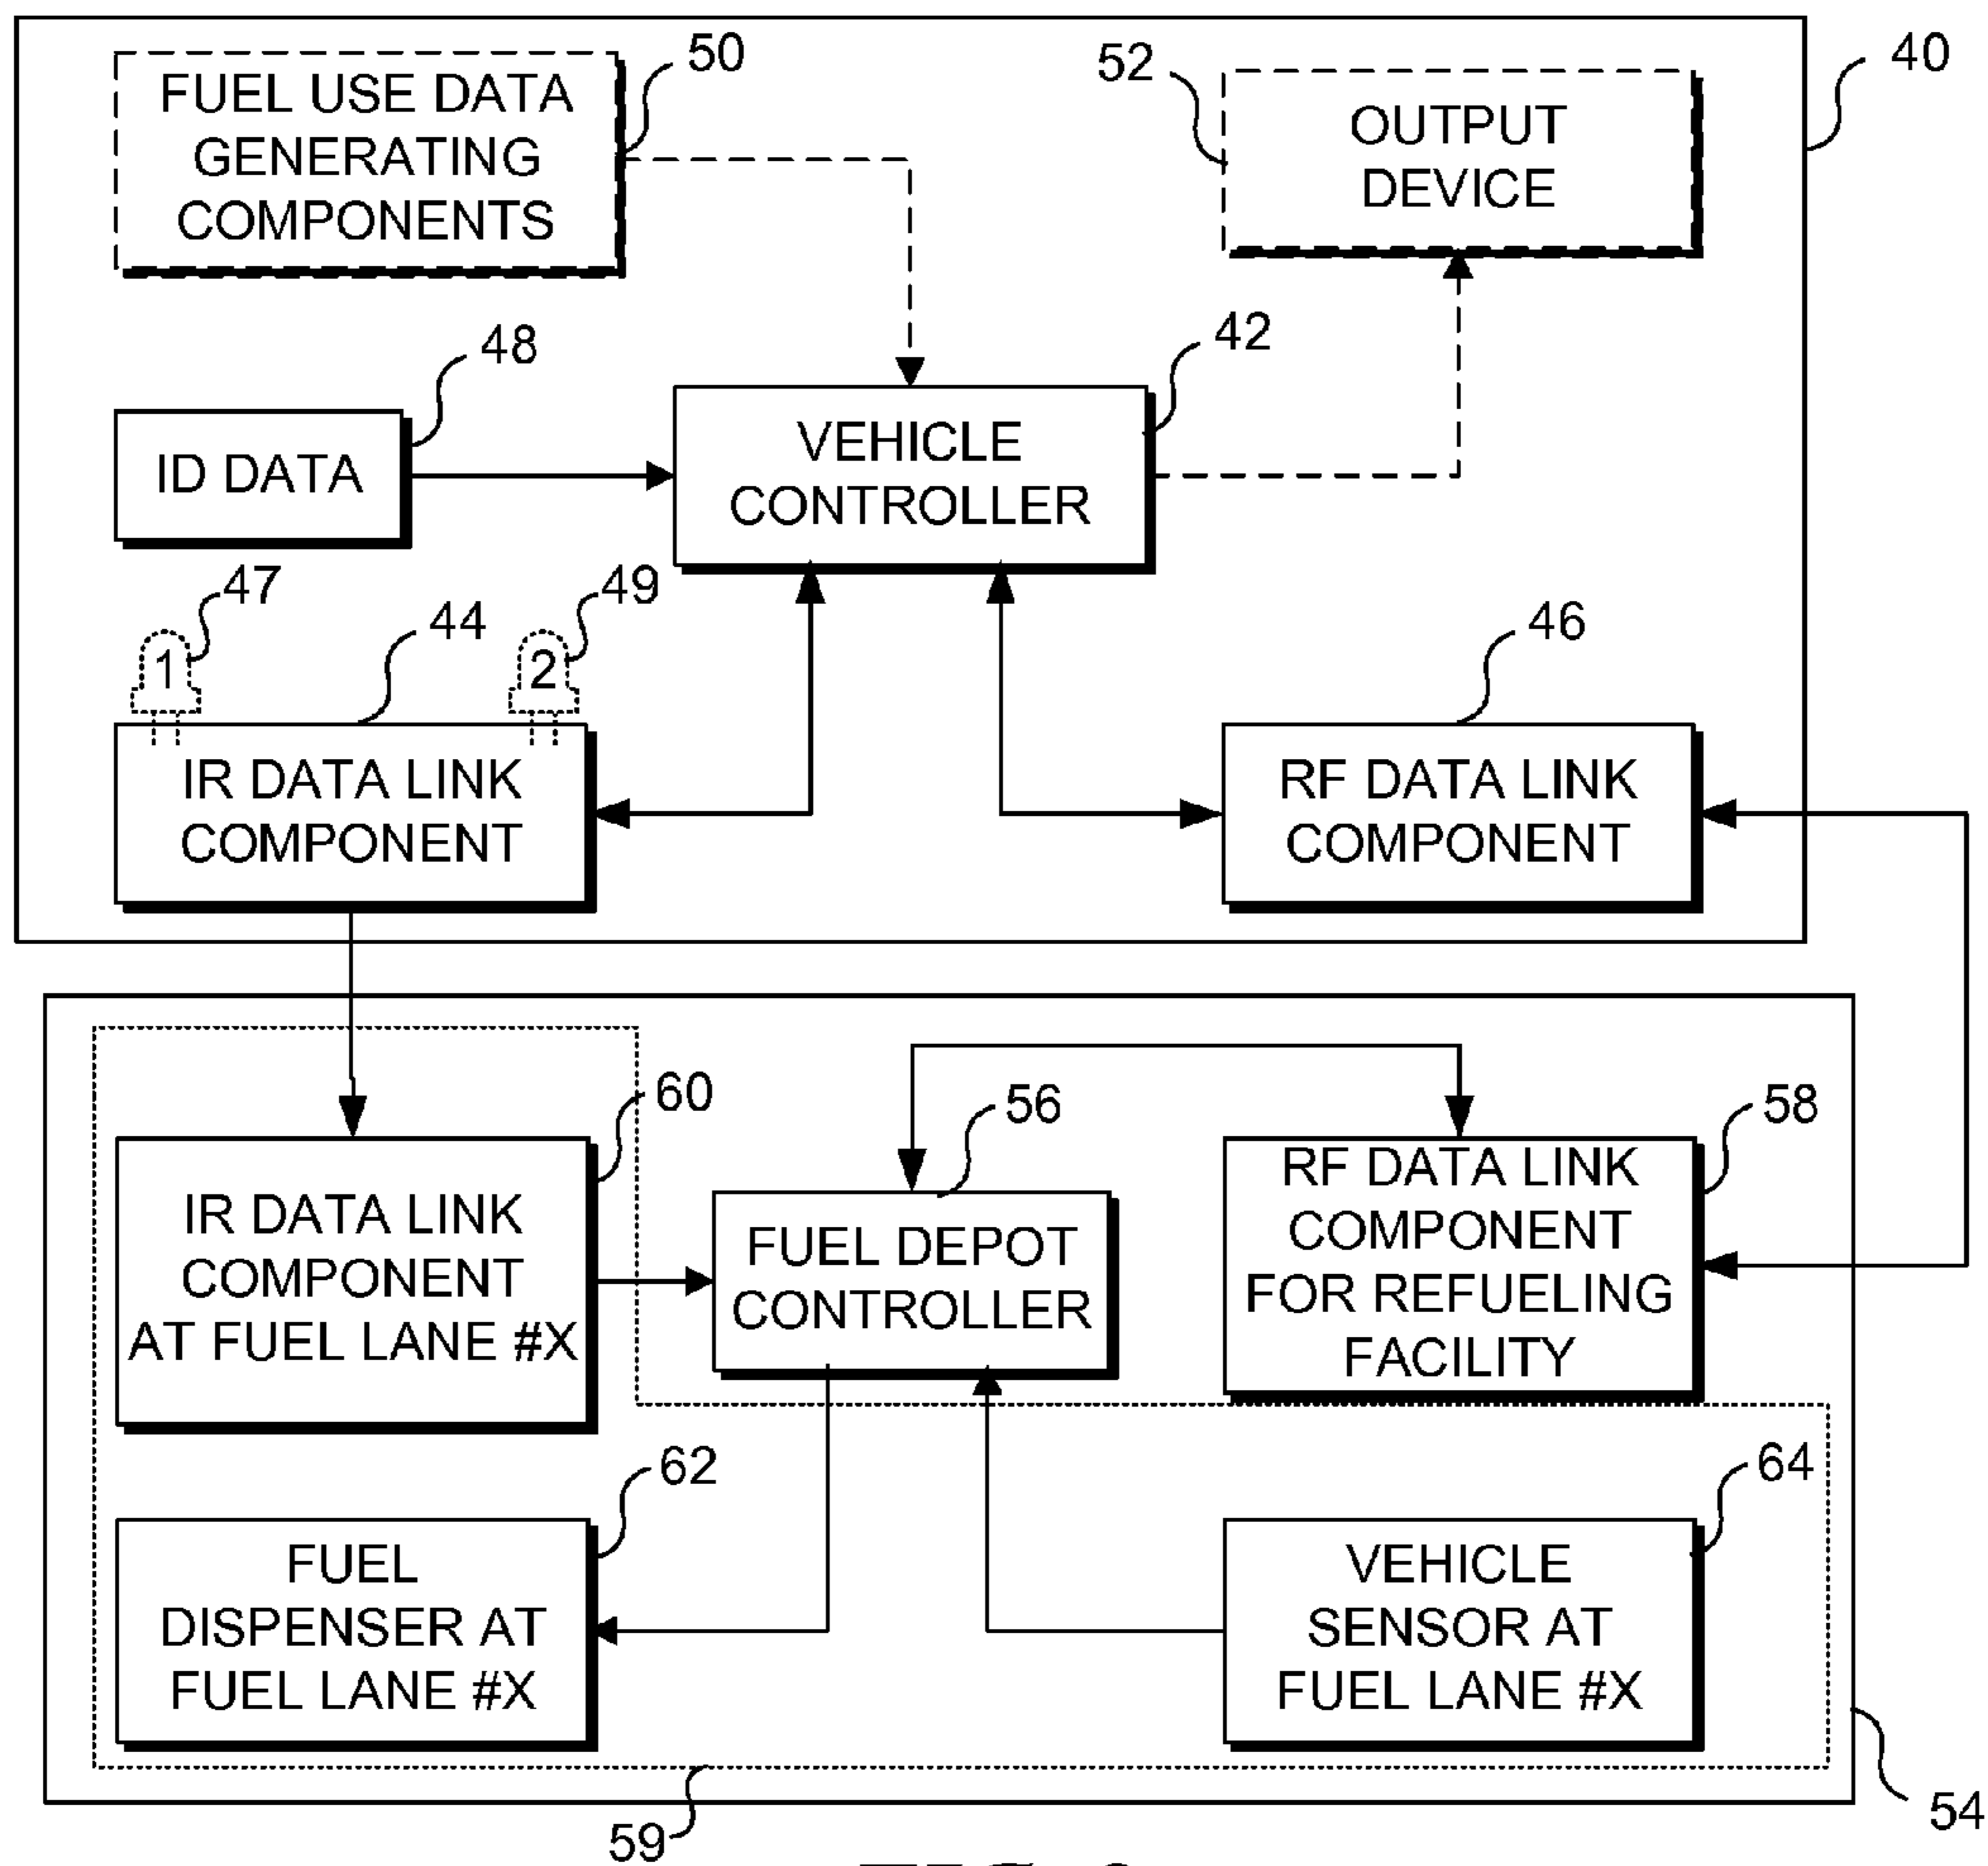 50
52
40
FUEL USE DATA
GENERATING
COMPONENTS
OUTPUT
DEVICE
48
42
ID DATA
VEHICLE
CONTROLLER
47
49
44
46
1
2
IR DATA LINK
COMPONENT
RF DATA LINK
COMPONENT
60
56
58
IR DATA LINK
COMPONENT
AT FUEL LANE #X
FUEL DEPOT
CONTROLLER
RF DATA LINK
COMPONENT
FOR REFUELING
FACILITY
62
64
FUEL
DISPENSER AT
FUEL LANE #X
VEHICLE
SENSOR AT
FUEL LANE #X
59
54